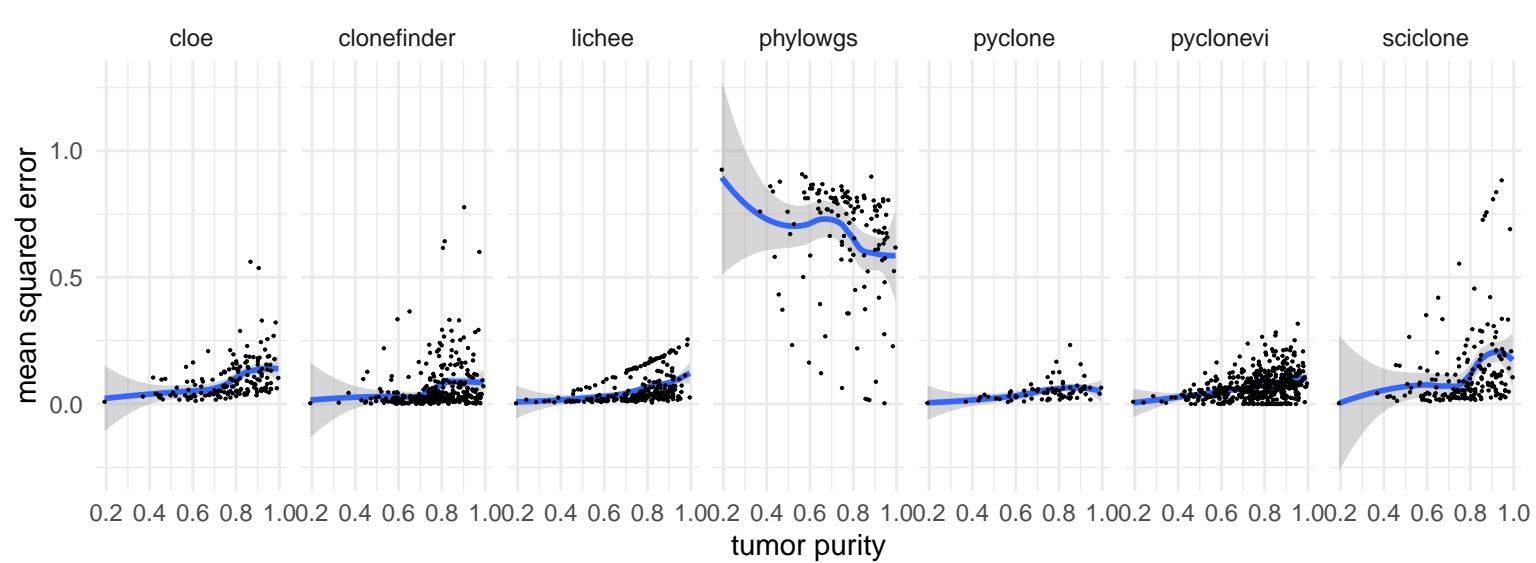 cloe clonefinder lichee phylowgs pyclone pyclonevi sciclone
1.0
0.5
0.0
mean squared error
0.2 0.4 0.6 0.8 1.0 0.2 0.4 0.6 0.8 1.0 0.2 0.4 0.6 0.8 1.0 0.2 0.4 0.6 0.8 1.0 0.2 0.4 0.6 0.8 1.0 0.2 0.4 0.6 0.8 1.0 0.2 0.4 0.6 0.8 1.0
tumor purity